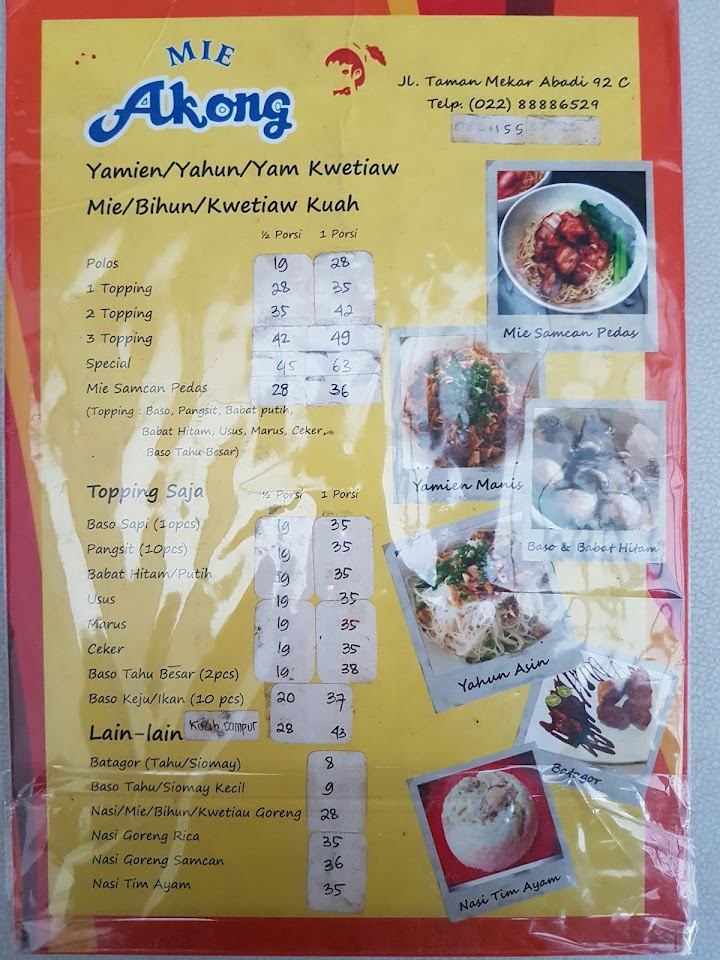 MIE
Akong
Jl. Taman Mekar Abadi 92 C
Telp. (022) 88886529
1155
Yamien/Yahun/Yam Kwetiaw
Mie/Bihun/Kwetiaw Kuah
½ Porsi 1 Porsi
Polos 19 28
1 Topping 28 35
2 Topping 35 42
3 Topping 42 49
Special 45 63
Mie Samcan Pedas 28 36
(Topping : Baso, Pangsit, Babat putih,
Babat Hitam, Usus, Marus, Ceker,
Baso Tahu Besar)
Mie Samcan Pedas
Yamien Manis
Baso & Babat Hitam
Topping Saja ½ Porsi 1 Porsi
Baso Sapi (10pcs) 19 35
Pangsit (10pcs) 19 35
Babat Hitam/Putih 19 35
Usus 19 35
Marus 19 35
Ceker 19 35
Baso Tahu Besar (2pcs) 19 38
Baso Keju/Ikan (10 pcs) 20 37
Kuah Campur 28 43
Yahun Asin
Batagor
Lain-lain
Batagor (Tahu/Siomay) 8
Baso Tahu/Siomay Kecil 9
Nasi/Mie/Bihun/Kwetiau Goreng 28
Nasi Goreng Rica 35
Nasi Goreng Samcan 36
Nasi Tim Ayam 35
Nasi Tim Ayam